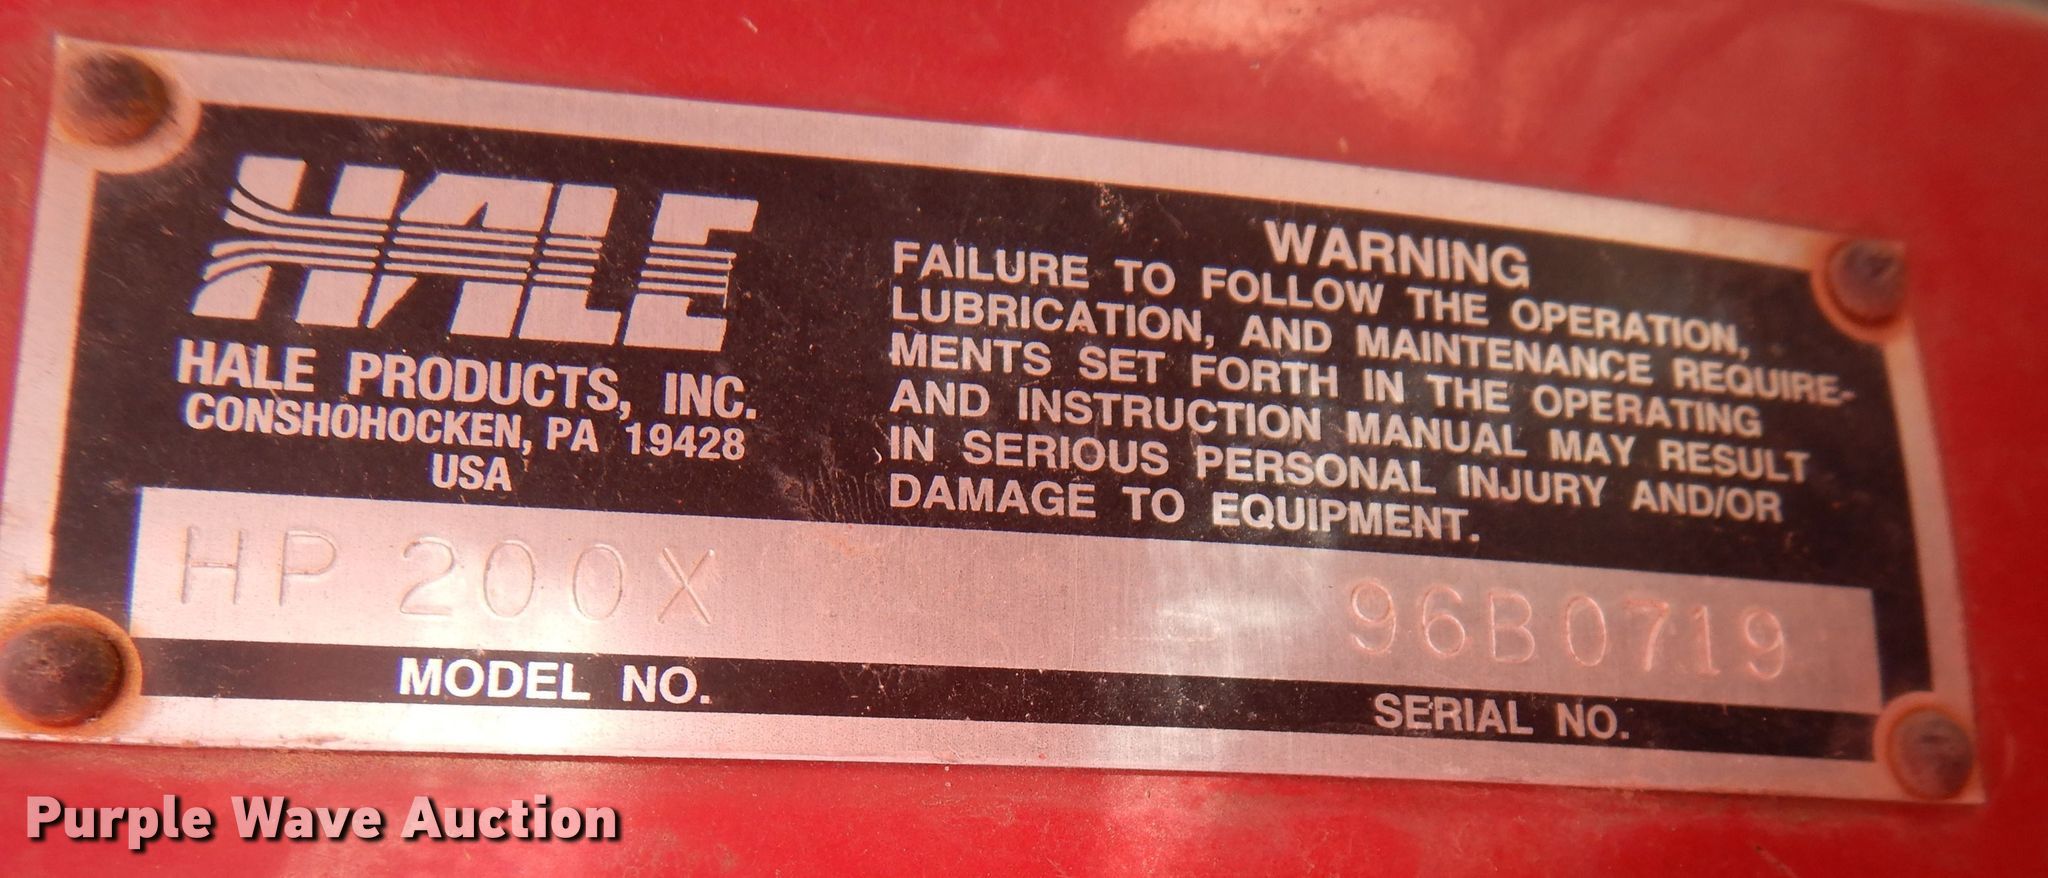 HALE
HALE PRODUCTS, INC.
CONSHOHOCKEN, PA 19428
USA
WARNING
FAILURE TO FOLLOW THE OPERATION,
LUBRICATION, AND MAINTENANCE REQUIRE-
MENTS SET FORTH IN THE OPERATING
AND INSTRUCTION MANUAL MAY RESULT
IN SERIOUS PERSONAL INJURY AND/OR
DAMAGE TO EQUIPMENT.
HP 200X
MODEL NO.
96B0719
SERIAL NO.
Purple Wave Auction